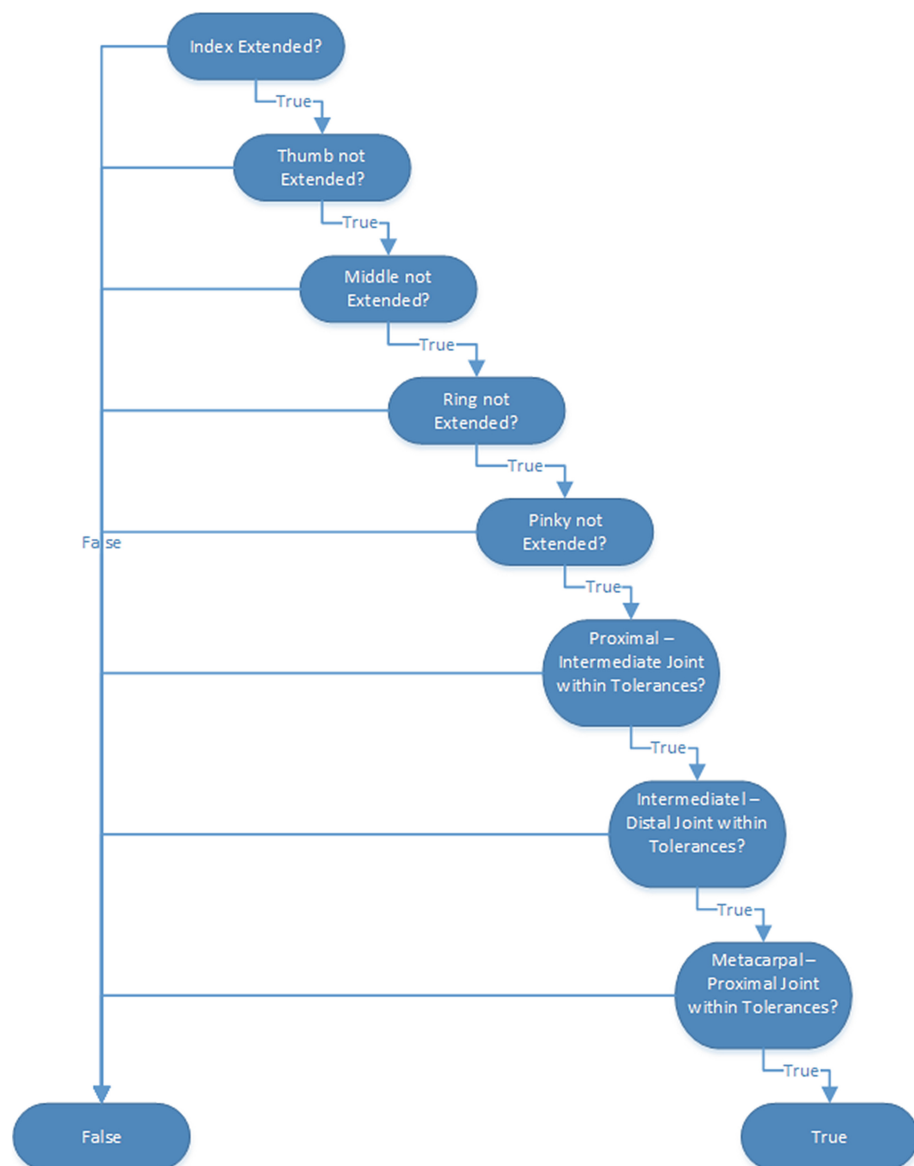 Index Extended?
True
Thumb not
Extended?
True
Middle not
Extended?
True
Ring not
Extended?
True
Pinky not
Extended?
False
True
Proximal –
Intermediate Joint
within Tolerances?
True
Intermediatel –
Distal Joint within
Tolerances?
True
Metacarpal –
Proximal Joint
within Tolerances?
True
False
True